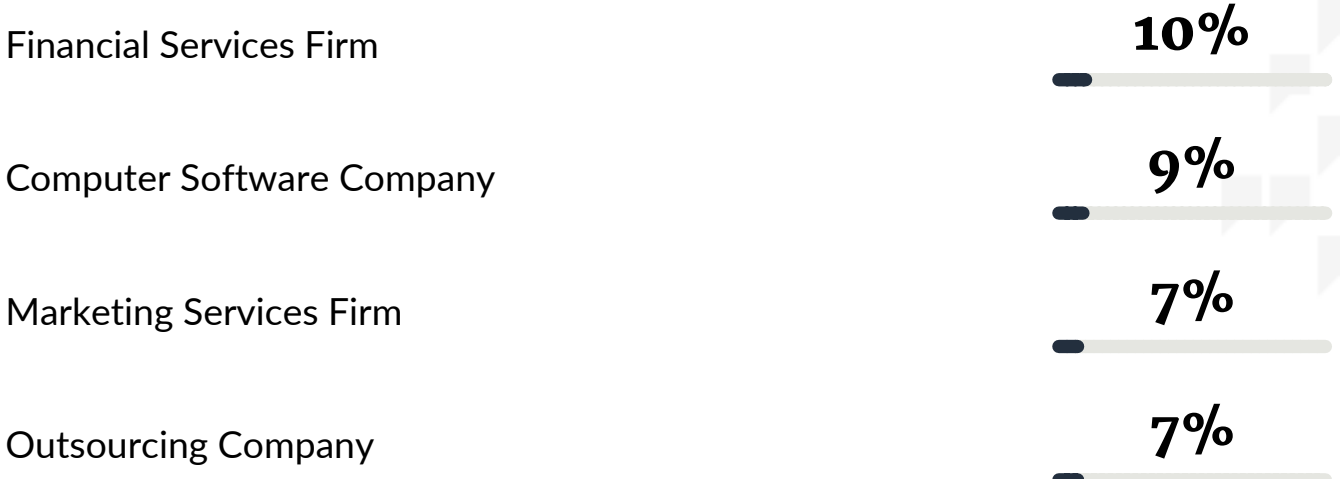 Financial Services Firm 10%
Computer Software Company 9%
Marketing Services Firm 7%
Outsourcing Company 7%